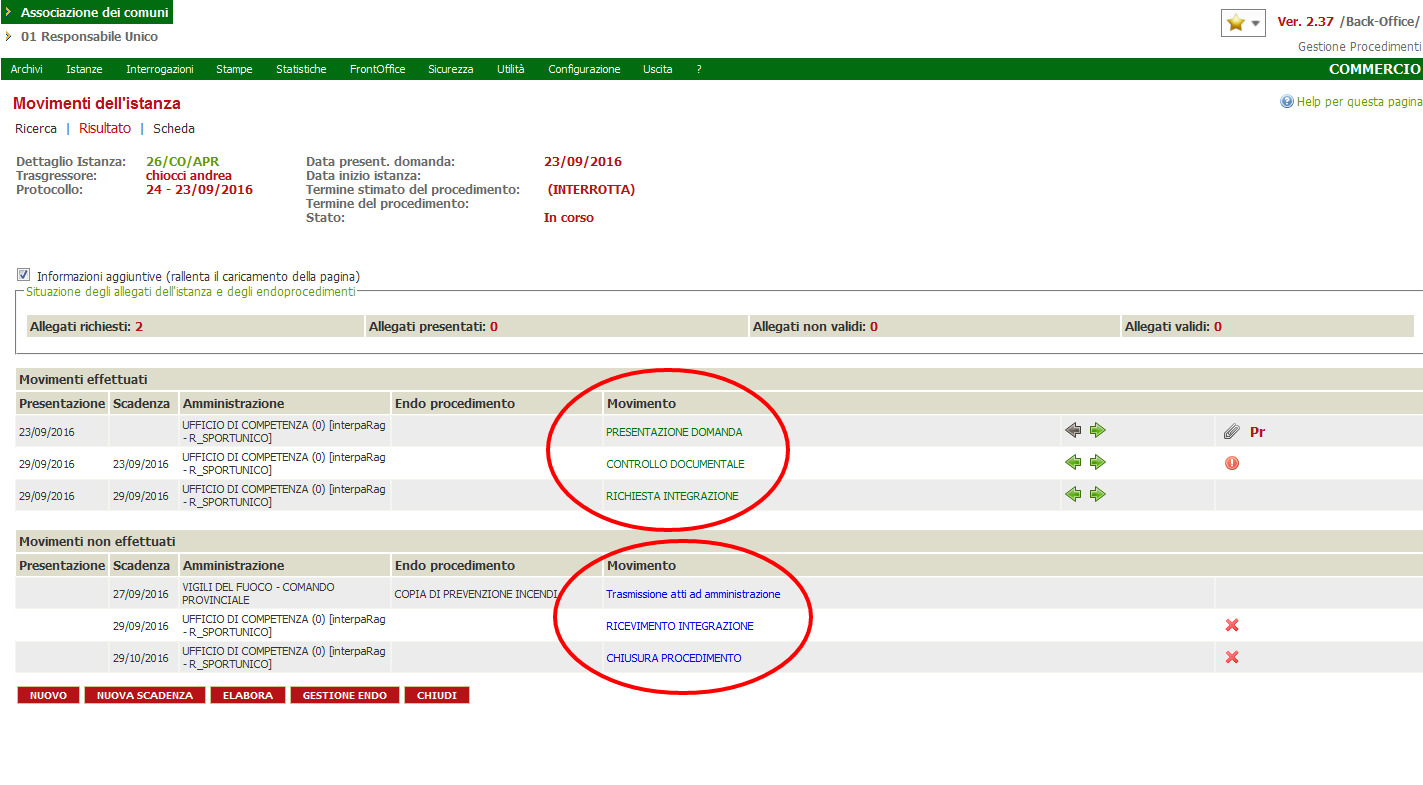 Associazione dei comuni
01 Responsabile Unico
Ver. 2.37 /Back-Office/
Gestione Procedimenti
Archivi Istanze Interrogazioni Stampe Statistiche FrontOffice Sicurezza Utilità Configurazione Uscita ? COMMERCIO
Movimenti dell'istanza
Help per questa pagina
Ricerca | Risultato | Scheda
Dettaglio Istanza: 26/CO/APR Data present. domanda: 23/09/2016
Trasgressore: chiocci andrea Data inizio istanza:
Protocollo: 24 - 23/09/2016 Termine stimato del procedimento: (INTERROTTA)
Termine del procedimento:
Stato: In corso
Informazioni aggiuntive (rallenta il caricamento della pagina)
Situazione degli allegati dell'istanza e degli endoprocedimenti
Allegati richiesti: 2 Allegati presentati: 0 Allegati non validi: 0 Allegati validi: 0
Movimenti effettuati
Presentazione Scadenza Amministrazione Endo procedimento Movimento
23/09/2016 UFFICIO DI COMPETENZA (0) [interpaRag - R_SPORTUNICO] PRESENTAZIONE DOMANDA Pr
29/09/2016 23/09/2016 UFFICIO DI COMPETENZA (0) [interpaRag - R_SPORTUNICO] CONTROLLO DOCUMENTALE
29/09/2016 29/09/2016 UFFICIO DI COMPETENZA (0) [interpaRag - R_SPORTUNICO] RICHIESTA INTEGRAZIONE
Movimenti non effettuati
Presentazione Scadenza Amministrazione Endo procedimento Movimento
27/09/2016 VIGILI DEL FUOCO - COMANDO PROVINCIALE COPIA DI PREVENZIONE INCENDI Trasmissione atti ad amministrazione
29/09/2016 UFFICIO DI COMPETENZA (0) [interpaRag - R_SPORTUNICO] RICEVIMENTO INTEGRAZIONE
29/10/2016 UFFICIO DI COMPETENZA (0) [interpaRag - R_SPORTUNICO] CHIUSURA PROCEDIMENTO
NUOVO NUOVA SCADENZA ELABORA GESTIONE ENDO CHIUDI